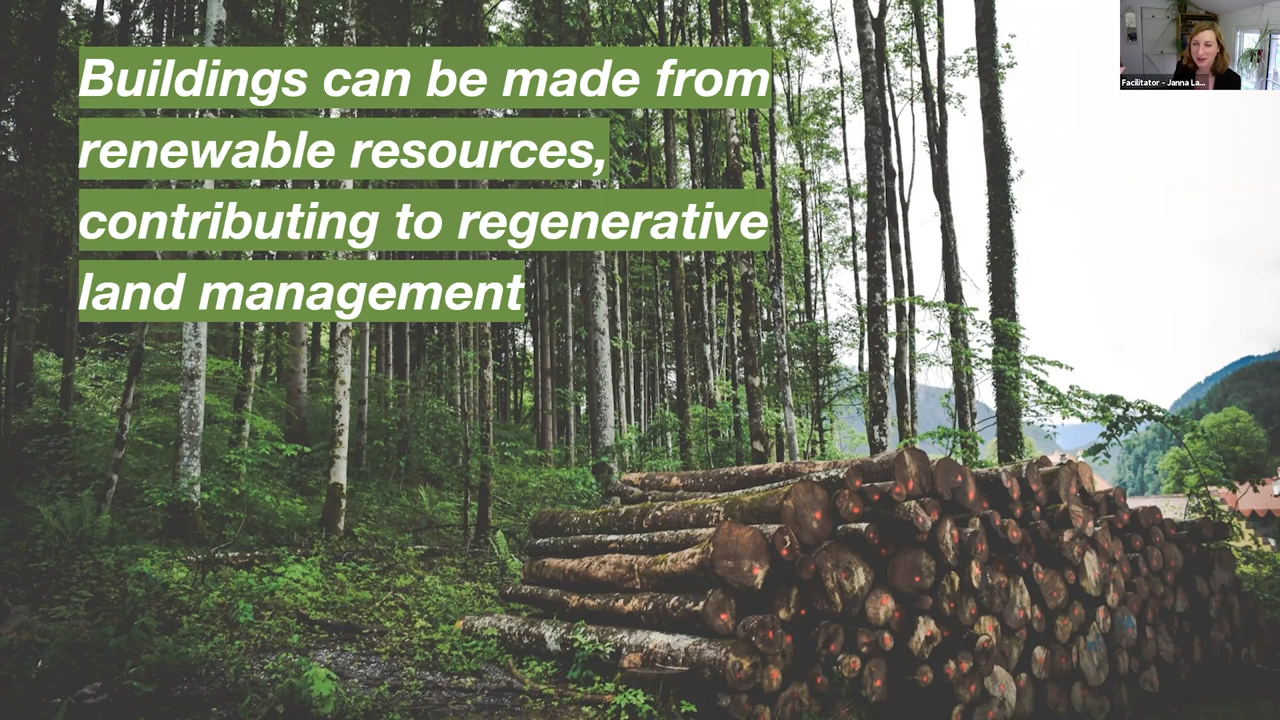 Buildings can be made from
renewable resources,
contributing to regenerative
land management
Facilitator - Janna La...